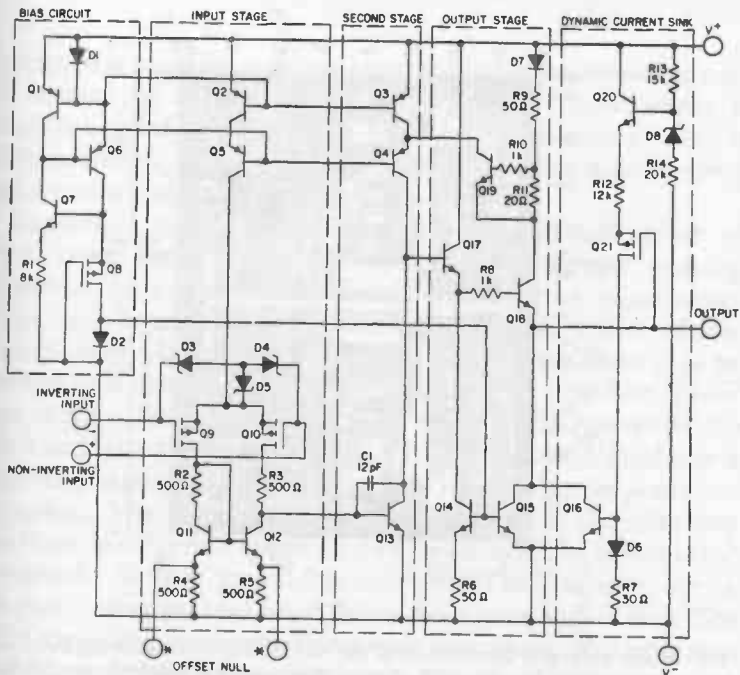 BIAS CIRCUIT
INPUT STAGE
SECOND STAGE
OUTPUT STAGE
DYNAMIC CURRENT SINK
V+
D1
D7
R13
15k
Q1
Q2
Q3
R9
50Ω
Q20
D8
Q6
Q5
Q4
R10
1k
Q19
R11
20Ω
R14
20k
Q7
R12
12k
Q17
Q21
R1
8k
Q8
R8
1k
Q18
OUTPUT
D2
D3
D4
D5
INVERTING
INPUT
-
+
NON-INVERTING
INPUT
Q9
Q10
R2
500Ω
R3
500Ω
C1
12pF
Q11
Q12
Q13
Q14
Q15
Q16
D6
R4
500Ω
R5
500Ω
R6
50Ω
R7
30Ω
*
*
OFFSET NULL
V-